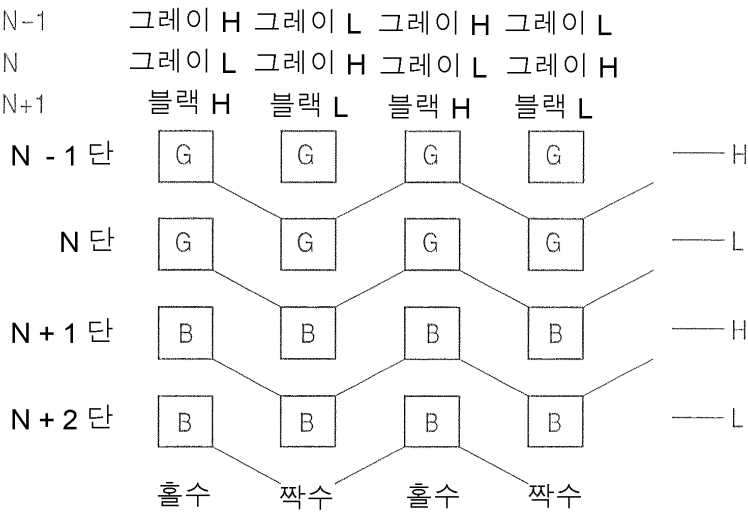 N-1 그레이 H 그레이 L 그레이 H 그레이 L
N 그레이 L 그레이 H 그레이 L 그레이 H
N+1 블랙 H 블랙 L 블랙 H 블랙 L
N - 1 단 G G G G H
N 단 G G G G L
N + 1 단 B B B B H
N + 2 단 B B B B L
홀수 짝수 홀수 짝수